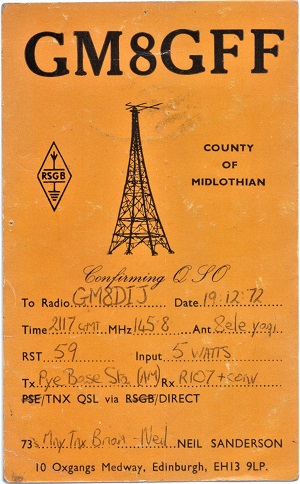 GM8GFF
RSGB
COUNTY
OF
MIDLOTHIAN
Confirming QSO
To Radio GM8DIJ Date 19.12.72
Time 2117 GMT MHz 145.8 Ant 8 ele yagi
RST 59 Input 5 WATTS
Tx Pye Base Stn (AM) Rx R107 + conv
PSE/TNX QSL via RSGB/DIRECT
73s Mny Tnx Brian - Neil NEIL SANDERSON
10 Oxgangs Medway, Edinburgh, EH13 9LP.